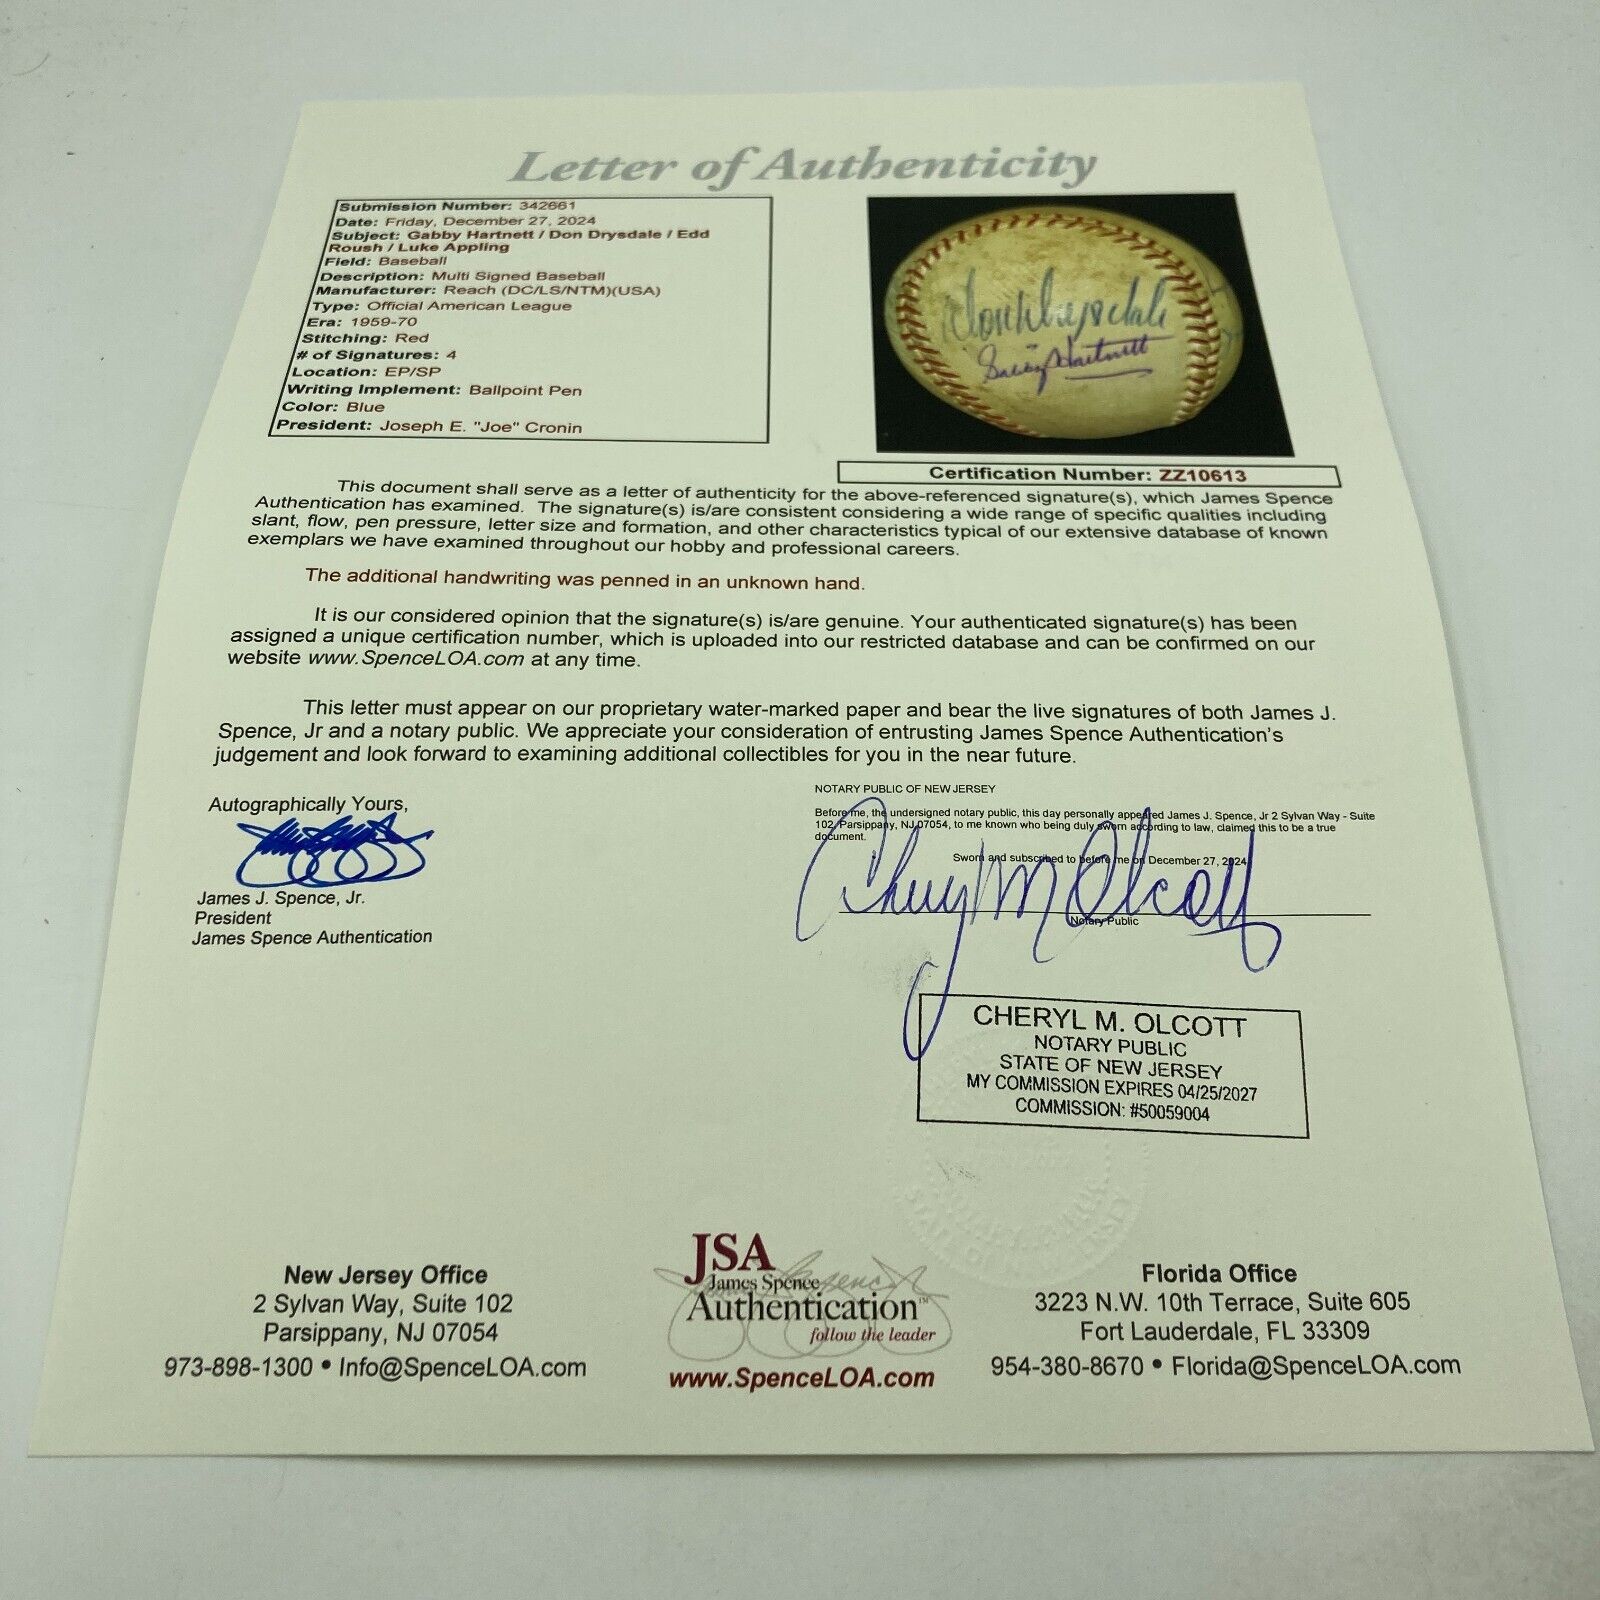 Letter of Authenticity
Submission Number: 342661
Date: Friday, December 27, 2024
Subject: Gabby Hartnett / Don Drysdale / Edd
Roush / Luke Appling
Field: Baseball
Description: Multi Signed Baseball
Manufacturer: Reach (DC/LS/NTM)(USA)
Type: Official American League
Era: 1959-70
Stitching: Red
# of Signatures: 4
Location: EP/SP
Writing Implement: Ballpoint Pen
Color: Blue
President: Joseph E. "Joe" Cronin
Don Drysdale
"Gabby" Hartnett
Certification Number: ZZ10613
This document shall serve as a letter of authenticity for the above-referenced signature(s), which James Spence
Authentication has examined. The signature(s) is/are consistent considering a wide range of specific qualities including
slant, flow, pen pressure, letter size and formation, and other characteristics typical of our extensive database of known
exemplars we have examined throughout our hobby and professional careers.
The additional handwriting was penned in an unknown hand.
It is our considered opinion that the signature(s) is/are genuine. Your authenticated signature(s) has been
assigned a unique certification number, which is uploaded into our restricted database and can be confirmed on our
website www.SpenceLOA.com at any time.
This letter must appear on our proprietary water-marked paper and bear the live signatures of both James J.
Spence, Jr and a notary public. We appreciate your consideration of entrusting James Spence Authentication's
judgement and look forward to examining additional collectibles for you in the near future.
Autographically Yours,
James J. Spence, Jr.
President
James Spence Authentication
NOTARY PUBLIC OF NEW JERSEY
Before me, the undersigned notary public, this day personally appeared James J. Spence, Jr 2 Sylvan Way - Suite
102, Parsippany, NJ 07054, to me known who being duly sworn according to law, claimed this to be a true
document.
Sworn and subscribed to before me on December 27, 2024
Cheryl M Olcott
Notary Public
CHERYL M. OLCOTT
NOTARY PUBLIC
STATE OF NEW JERSEY
MY COMMISSION EXPIRES 04/25/2027
COMMISSION: #50059004
New Jersey Office
2 Sylvan Way, Suite 102
Parsippany, NJ 07054
973-898-1300 • Info@SpenceLOA.com
JSA
James Spence
Authentication™
follow the leader
www.SpenceLOA.com
Florida Office
3223 N.W. 10th Terrace, Suite 605
Fort Lauderdale, FL 33309
954-380-8670 • Florida@SpenceLOA.com